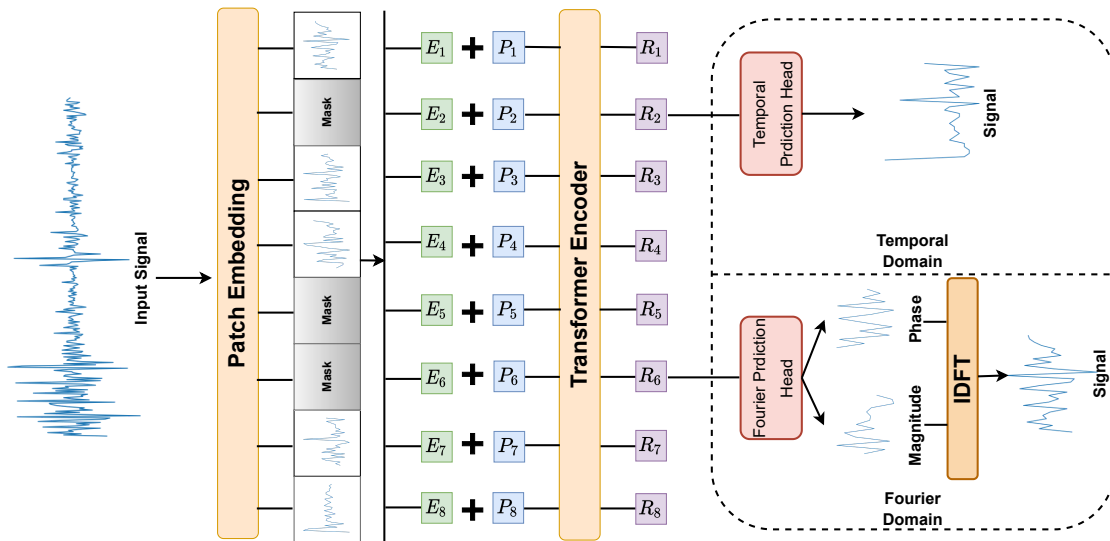 Input Signal
Patch Embedding
Mask
Mask
Mask
E1 + P1
E2 + P2
E3 + P3
E4 + P4
E5 + P5
E6 + P6
E7 + P7
E8 + P8
Transformer Encoder
R1
R2
R3
R4
R5
R6
R7
R8
Temporal
Prdiction Head
Signal
Temporal
Domain
Fourier Prdiction
Head
Phase
Magnitude
IDFT
Signal
Fourier
Domain